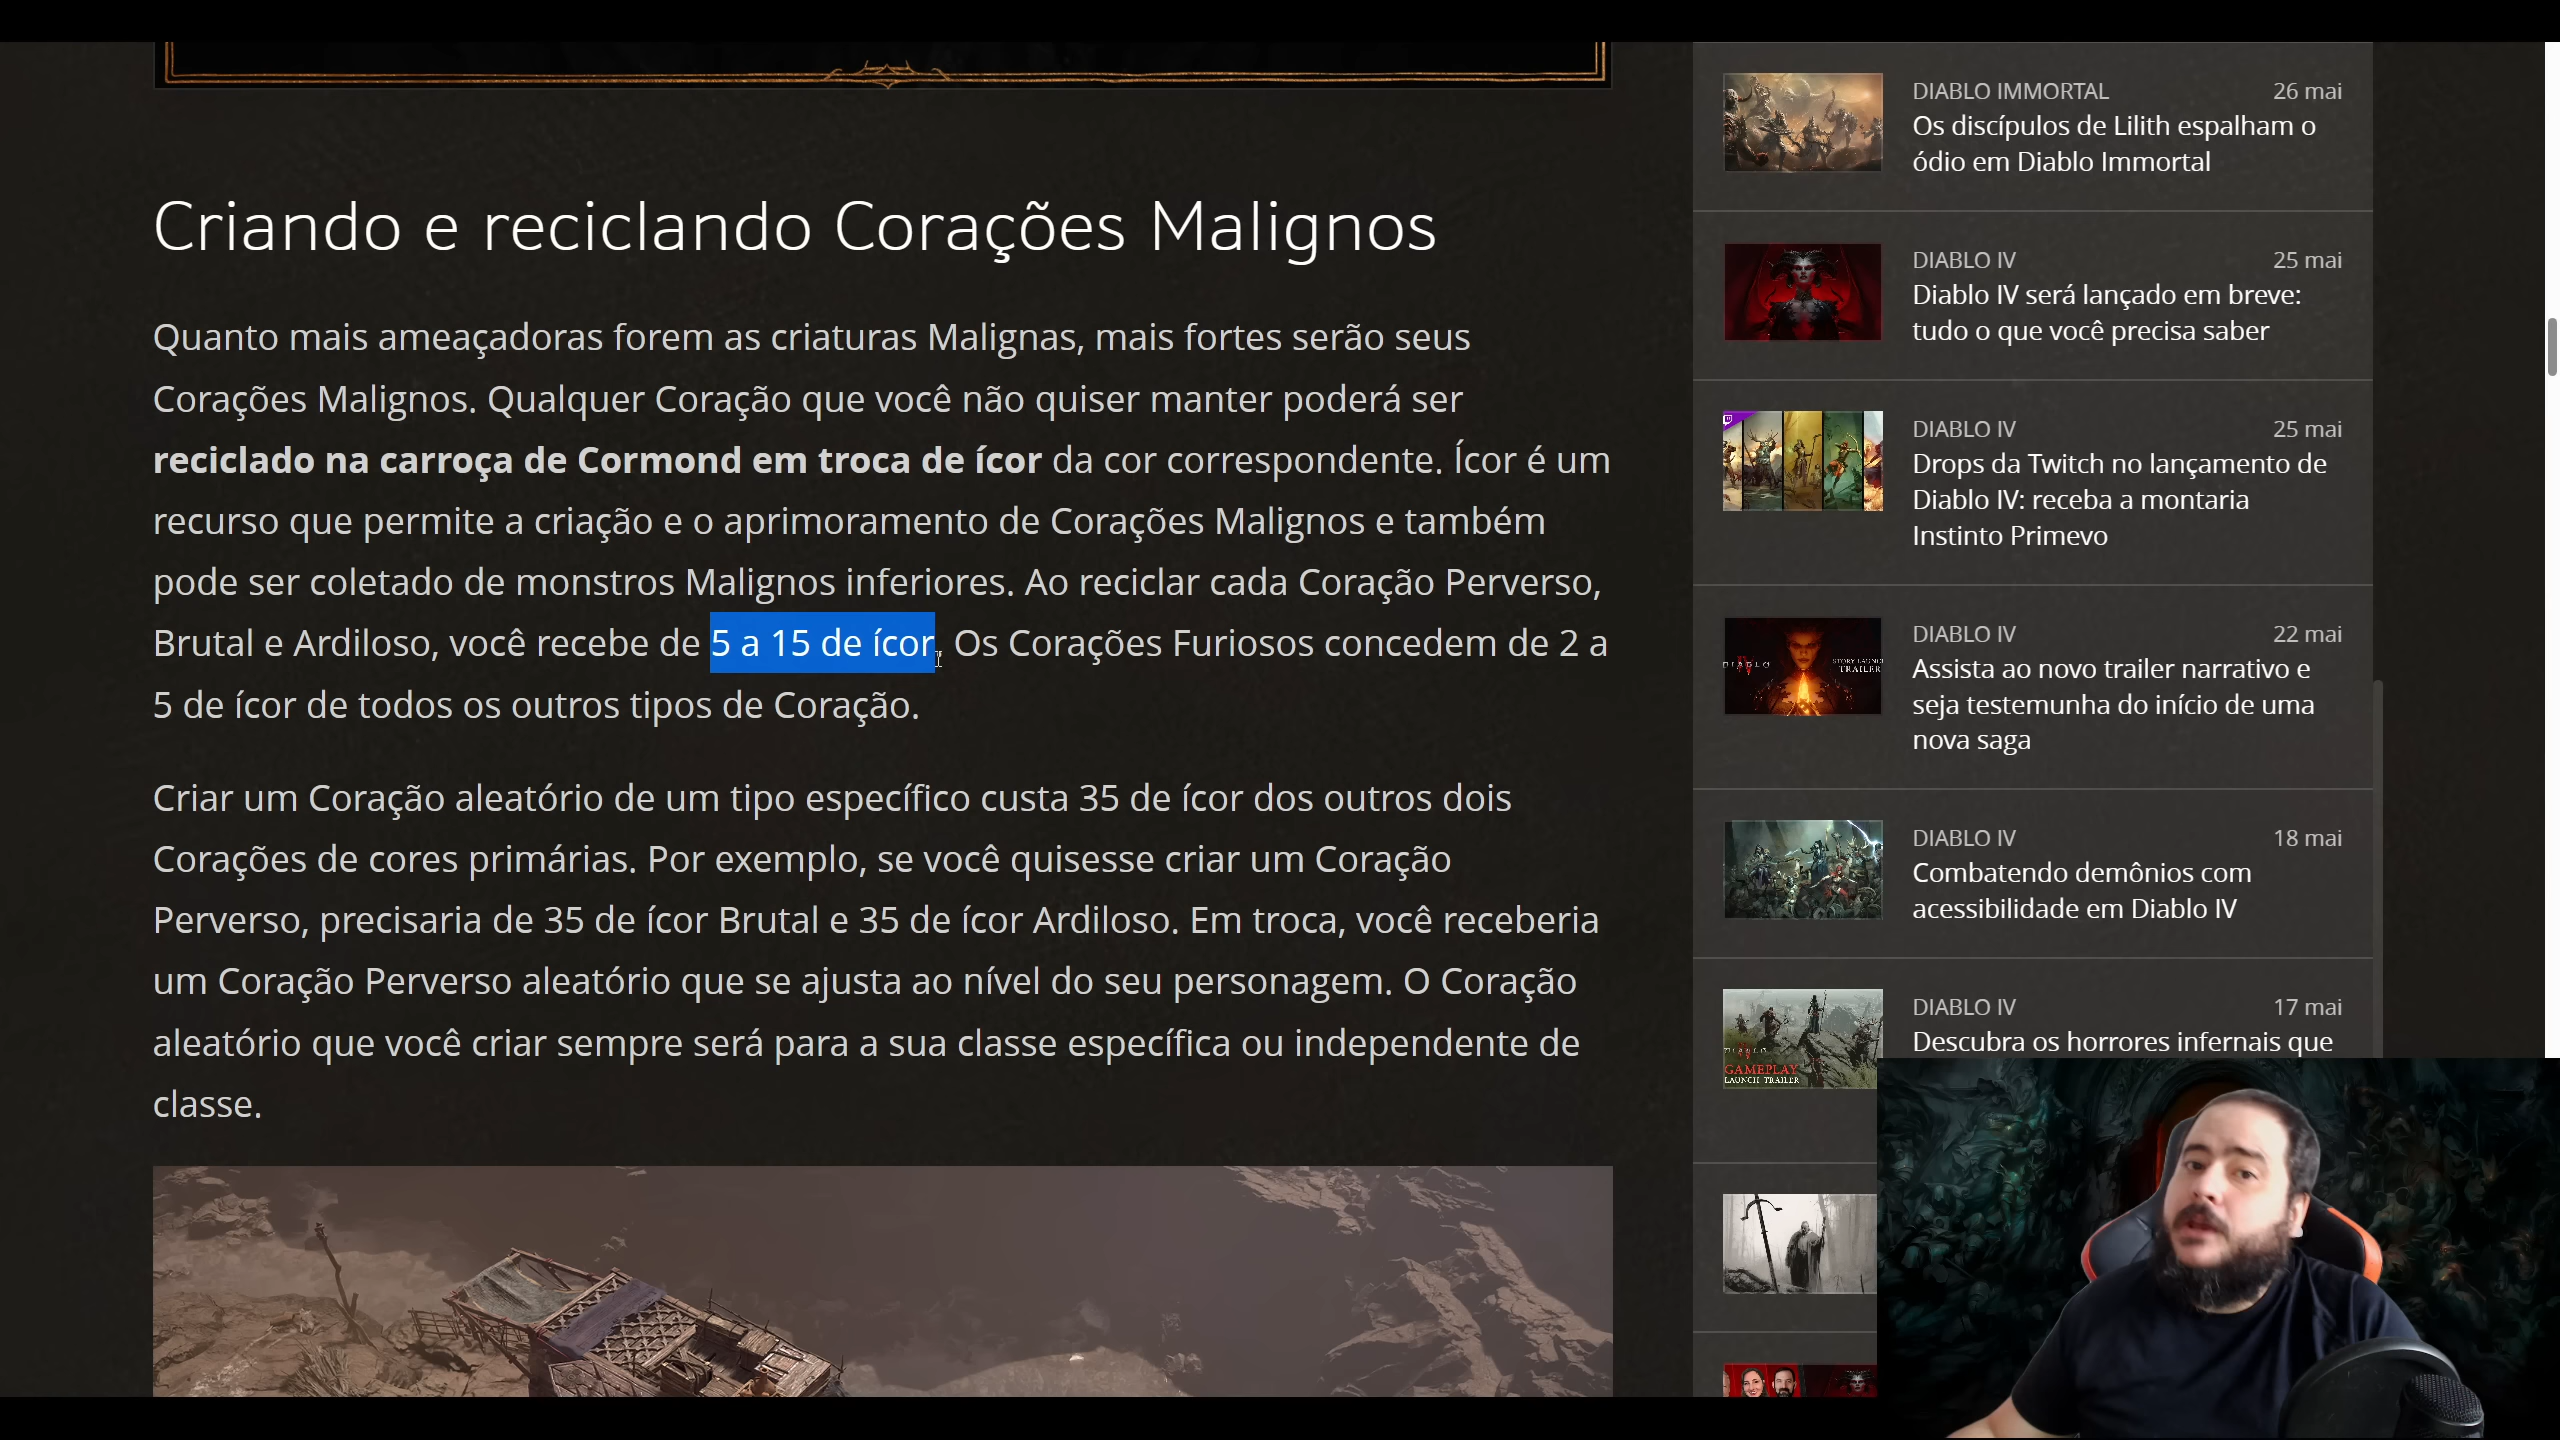 Criando e reciclando Corações Malignos
Quanto mais ameaçadoras forem as criaturas Malignas, mais fortes serão seus
Corações Malignos. Qualquer Coração que você não quiser manter poderá ser
reciclado na carroça de Cormond em troca de ícor da cor correspondente. Ícor é um
recurso que permite a criação e o aprimoramento de Corações Malignos e também
pode ser coletado de monstros Malignos inferiores. Ao reciclar cada Coração Perverso,
Brutal e Ardiloso, você recebe de 5 a 15 de ícor. Os Corações Furiosos concedem de 2 a
5 de ícor de todos os outros tipos de Coração.
Criar um Coração aleatório de um tipo específico custa 35 de ícor dos outros dois
Corações de cores primárias. Por exemplo, se você quisesse criar um Coração
Perverso, precisaria de 35 de ícor Brutal e 35 de ícor Ardiloso. Em troca, você receberia
um Coração Perverso aleatório que se ajusta ao nível do seu personagem. O Coração
aleatório que você criar sempre será para a sua classe específica ou independente de
classe.
DIABLO IMMORTAL 26 mai
Os discípulos de Lilith espalham o
ódio em Diablo Immortal
DIABLO IV 25 mai
Diablo IV será lançado em breve:
tudo o que você precisa saber
DIABLO IV 25 mai
Drops da Twitch no lançamento de
Diablo IV: receba a montaria
Instinto Primevo
DIABLO IV 22 mai
Assista ao novo trailer narrativo e
seja testemunha do início de uma
nova saga
STORY LAUNCH
TRAILER
DIABLO IV 18 mai
Combatendo demônios com
acessibilidade em Diablo IV
DIABLO IV 17 mai
Descubra os horrores infernais que
GAMEPLAY
LAUNCH TRAILER